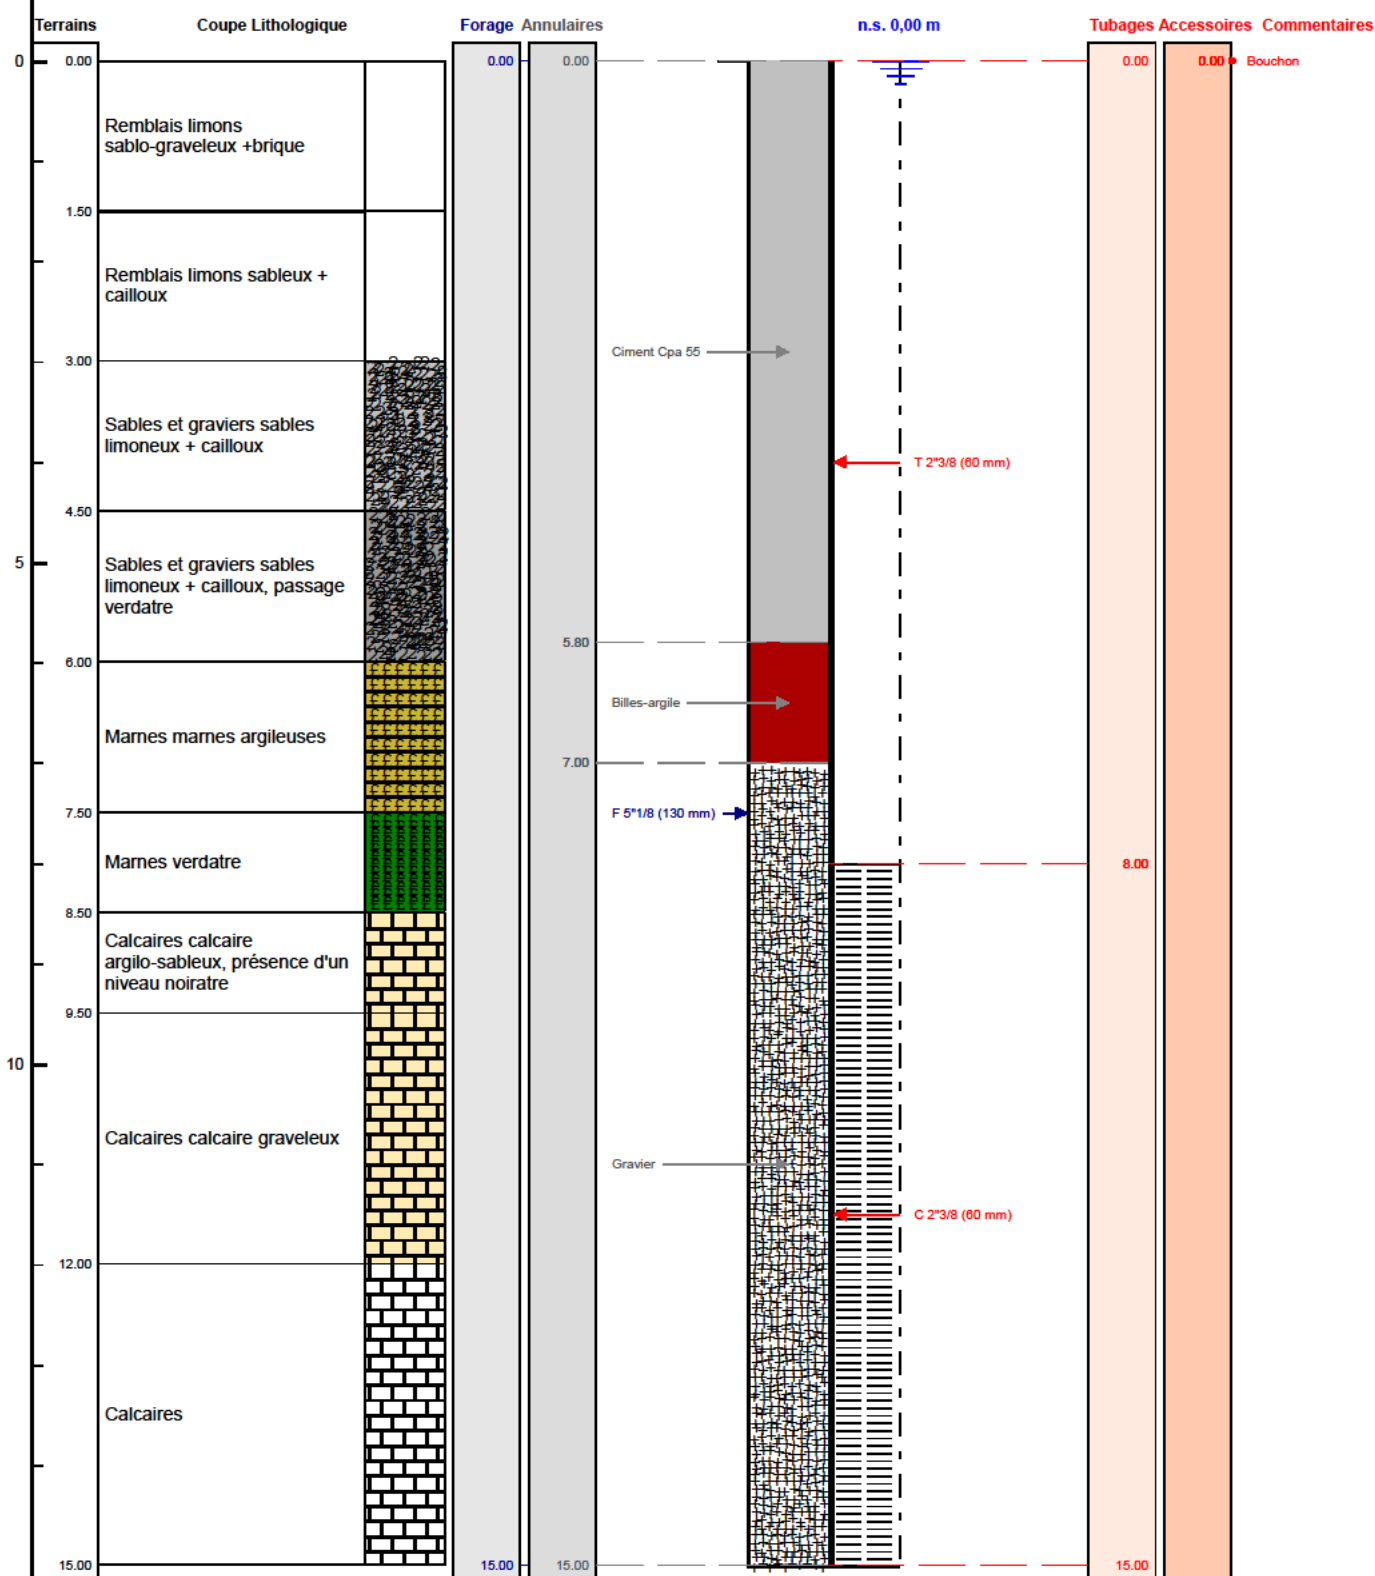 Terrains Coupe Lithologique Forage Annulaires n.s. 0,00 m Tubages Accessoires Commentaires
0 0.00 0.00 0.00 0.00 0.00 Bouchon
Remblais limons
sablo-graveleux +brique
1.50
Remblais limons sableux +
cailloux
Ciment Cpa 55
3.00
Sables et graviers sables
limoneux + cailloux
T 2"3/8 (60 mm)
4.50
5
Sables et graviers sables
limoneux + cailloux, passage
verdatre
5.80
6.00
Billes-argile
Marnes marnes argileuses
7.00
7.50
F 5"1/8 (130 mm)
Marnes verdatre
8.00
8.50
Calcaires calcaire
argilo-sableux, présence d'un
niveau noiratre
9.50
10
Calcaires calcaire graveleux
Gravier
C 2"3/8 (60 mm)
12.00
Calcaires
15.00 15.00 15.00 15.00